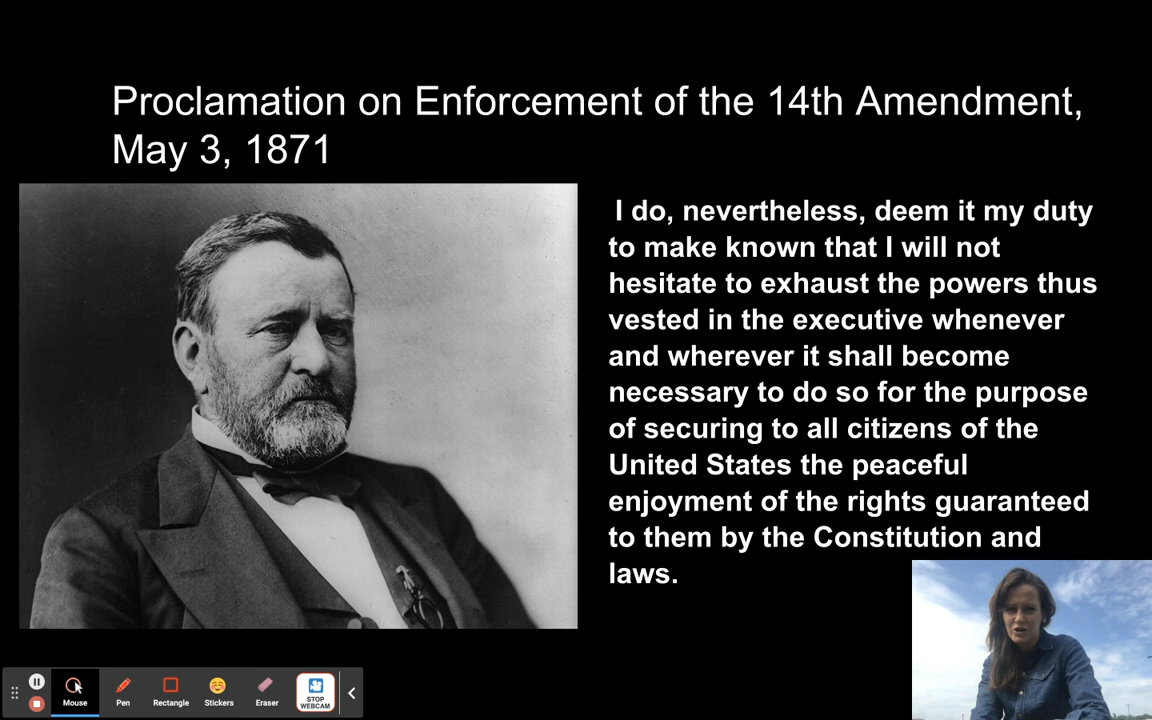 Proclamation on Enforcement of the 14th Amendment,
May 3, 1871
I do, nevertheless, deem it my duty
to make known that I will not
hesitate to exhaust the powers thus
vested in the executive whenever
and wherever it shall become
necessary to do so for the purpose
of securing to all citizens of the
United States the peaceful
enjoyment of the rights guaranteed
to them by the Constitution and
laws.
Mouse
Pen
Rectangle
Stickers
Eraser
STOP
WEBCAM